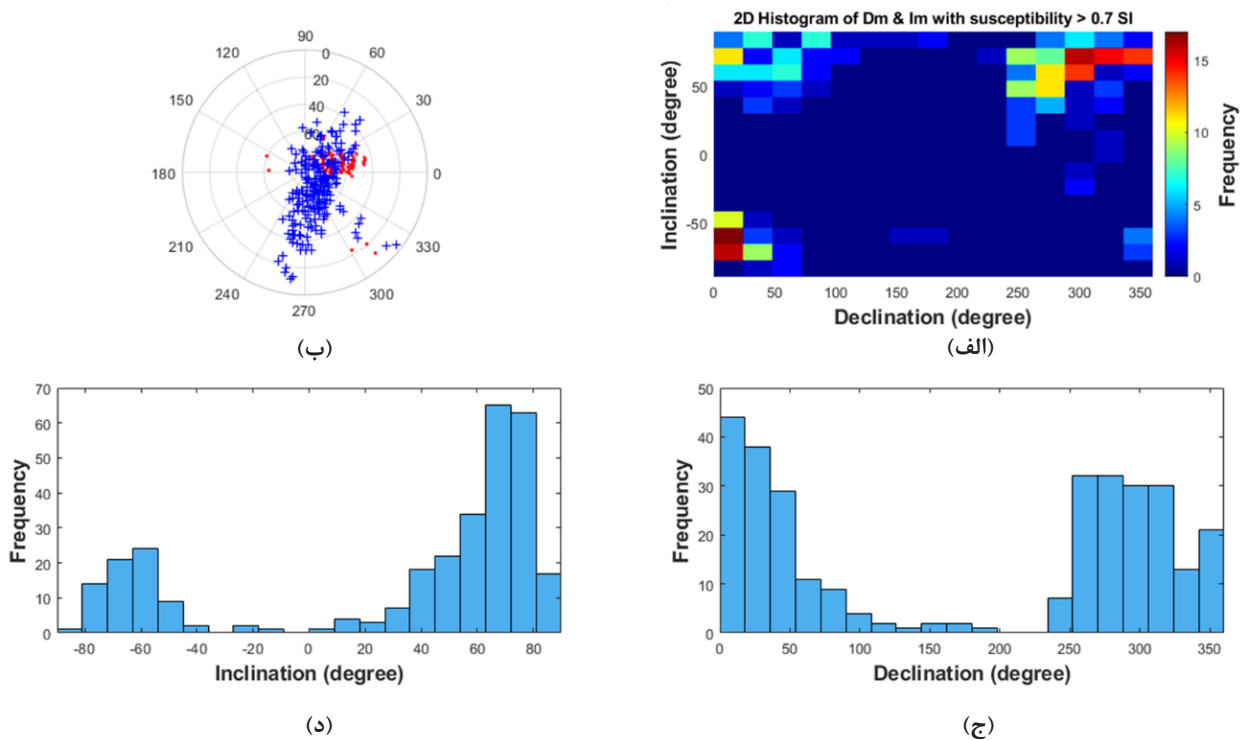 2D Histogram of Dm & Im with susceptibility > 0.7 SI
Inclination (degree)
50
0
-50
0 50 100 150 200 250 300 350
Declination (degree)
15
10
5
0
Frequency
(الف)
90
120 60
150 30
180 0
210 330
240 300
270
0
20
40
60
(ب)
50
40
30
20
10
0
Frequency
0 50 100 150 200 250 300 350
Declination (degree)
(ج)
70
60
50
40
30
20
10
0
Frequency
-80 -60 -40 -20 0 20 40 60 80
Inclination (degree)
(د)